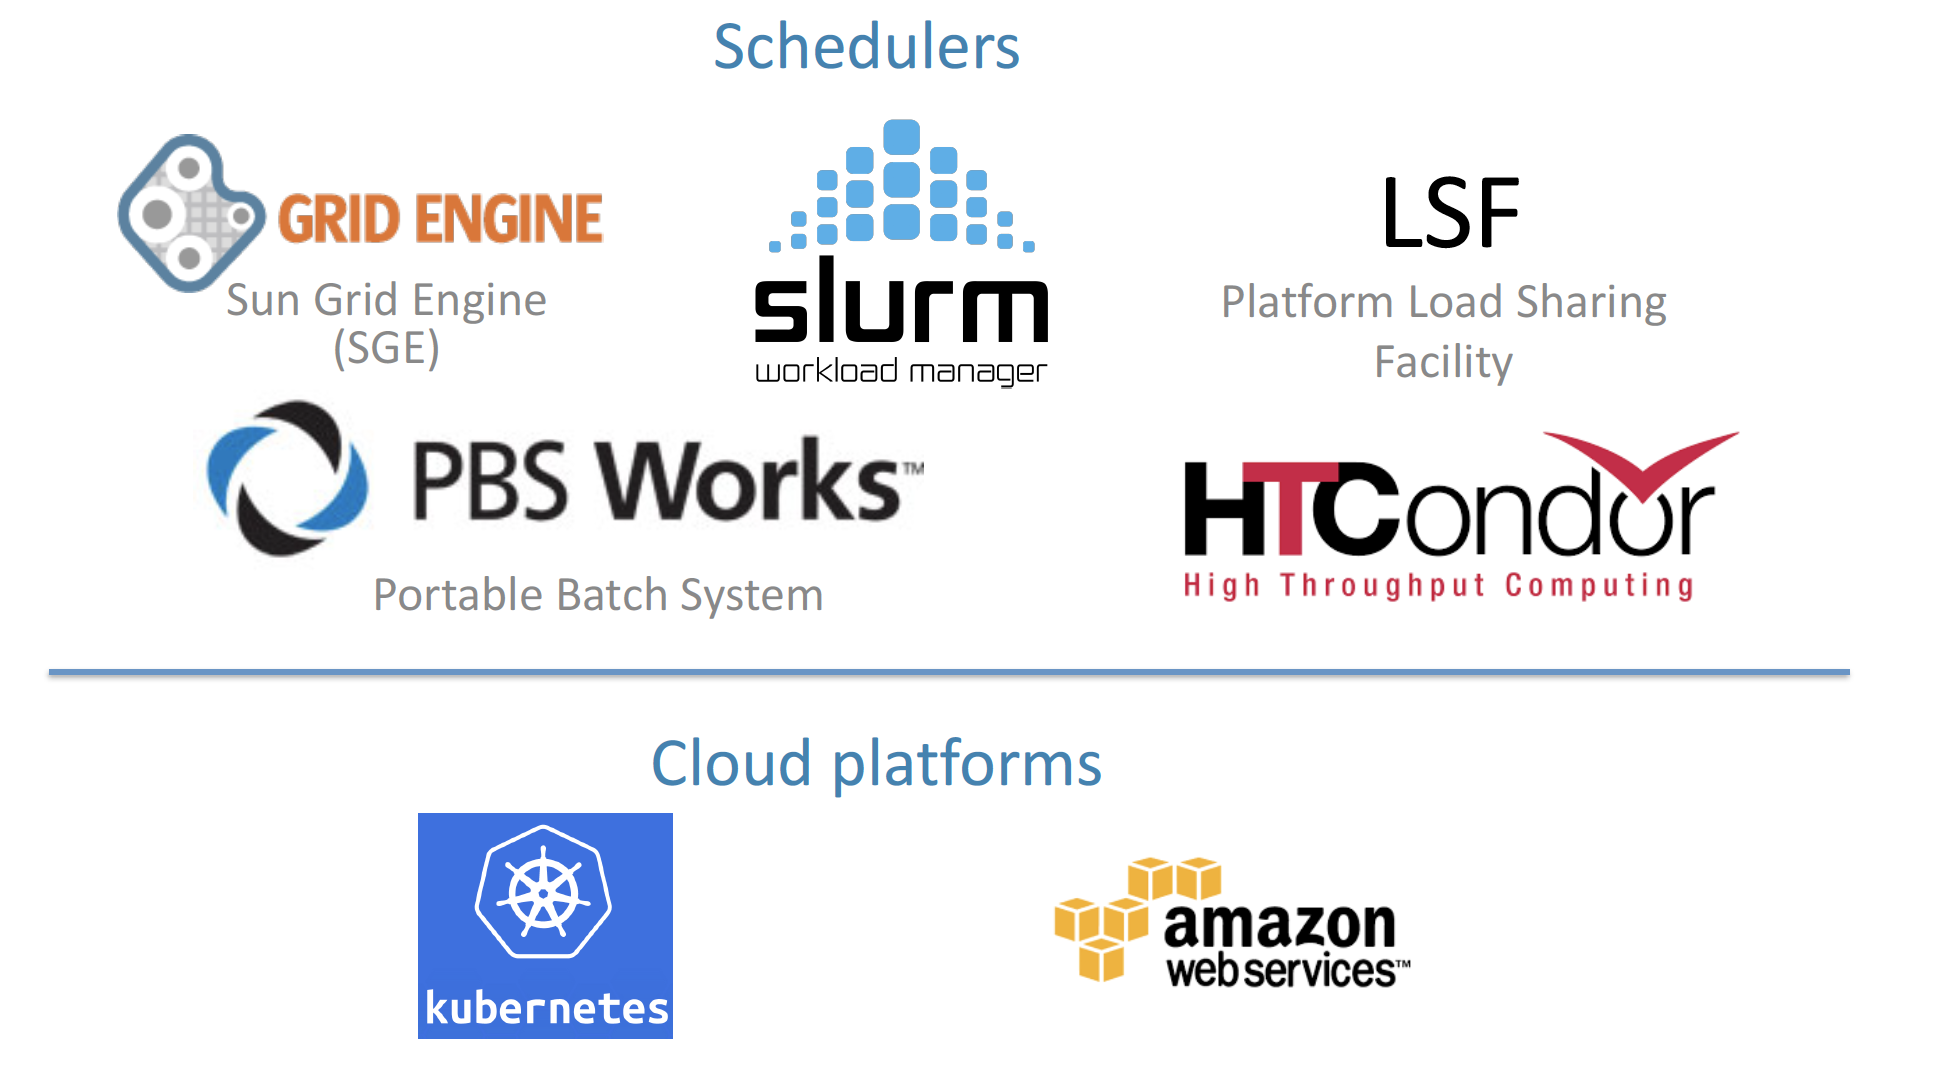 Schedulers
GRID ENGINE
Sun Grid Engine
(SGE)
slurm
workload manager
LSF
Platform Load Sharing
Facility
PBS Works™
Portable Batch System
HTCondor
High Throughput Computing
Cloud platforms
kubernetes
amazon
web services™